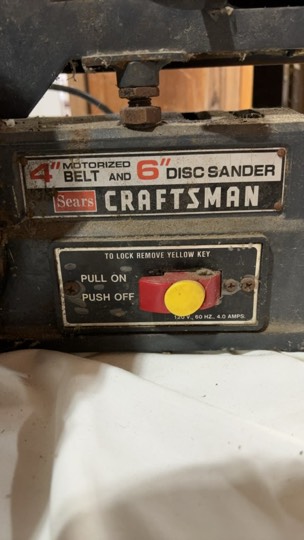 4" MOTORIZED BELT AND 6" DISC SANDER
Sears CRAFTSMAN
TO LOCK REMOVE YELLOW KEY
PULL ON
PUSH OFF
120 V., 60 HZ., 4.0 AMPS.